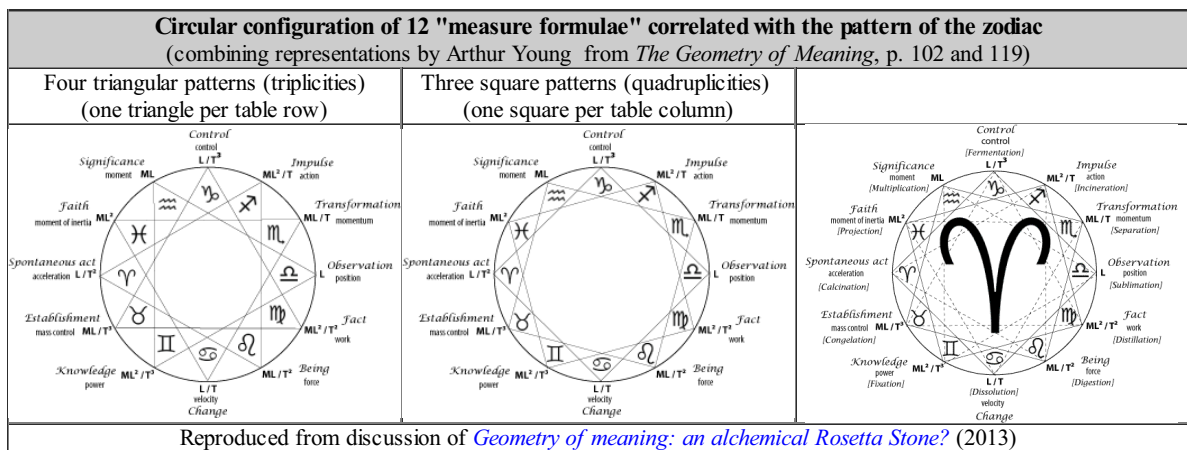 Circular configuration of 12 "measure formulae" correlated with the pattern of the zodiac
(combining representations by Arthur Young from The Geometry of Meaning, p. 102 and 119)
Four triangular patterns (triplicities)
(one triangle per table row)
Three square patterns (quadruplicities)
(one square per table column)
Control
control
L / T³
Significance
moment ML
Impulse
ML² / T action
Faith
moment of inertia ML²
Transformation
ML / T momentum
Spontaneous act
acceleration L / T²
Observation
L position
Establishment
mass control ML / T³
Fact
ML² / T² work
Knowledge
power ML² / T³
Being
ML / T² force
L / T
velocity
Change
Control
control
L / T³
Significance
moment ML
Impulse
ML² / T action
Faith
moment of inertia ML²
Transformation
ML / T momentum
Spontaneous act
acceleration L / T²
Observation
L position
Establishment
mass control ML / T³
Fact
ML² / T² work
Knowledge
power ML² / T³
Being
ML / T² force
L / T
velocity
Change
Control
control
[Fermentation]
L / T³
Significance
moment ML
[Multiplication]
Impulse
ML² / T action
[Incineration]
Faith
moment of inertia ML²
[Projection]
Transformation
ML / T momentum
[Separation]
Spontaneous act
acceleration L / T²
[Calcination]
Observation
L position
[Sublimation]
Establishment
mass control ML / T³
[Congelation]
Fact
ML² / T² work
[Distillation]
Knowledge
power ML² / T³
[Fixation]
Being
ML / T² force
[Digestion]
L / T
[Dissolution]
velocity
Change
Reproduced from discussion of Geometry of meaning: an alchemical Rosetta Stone? (2013)